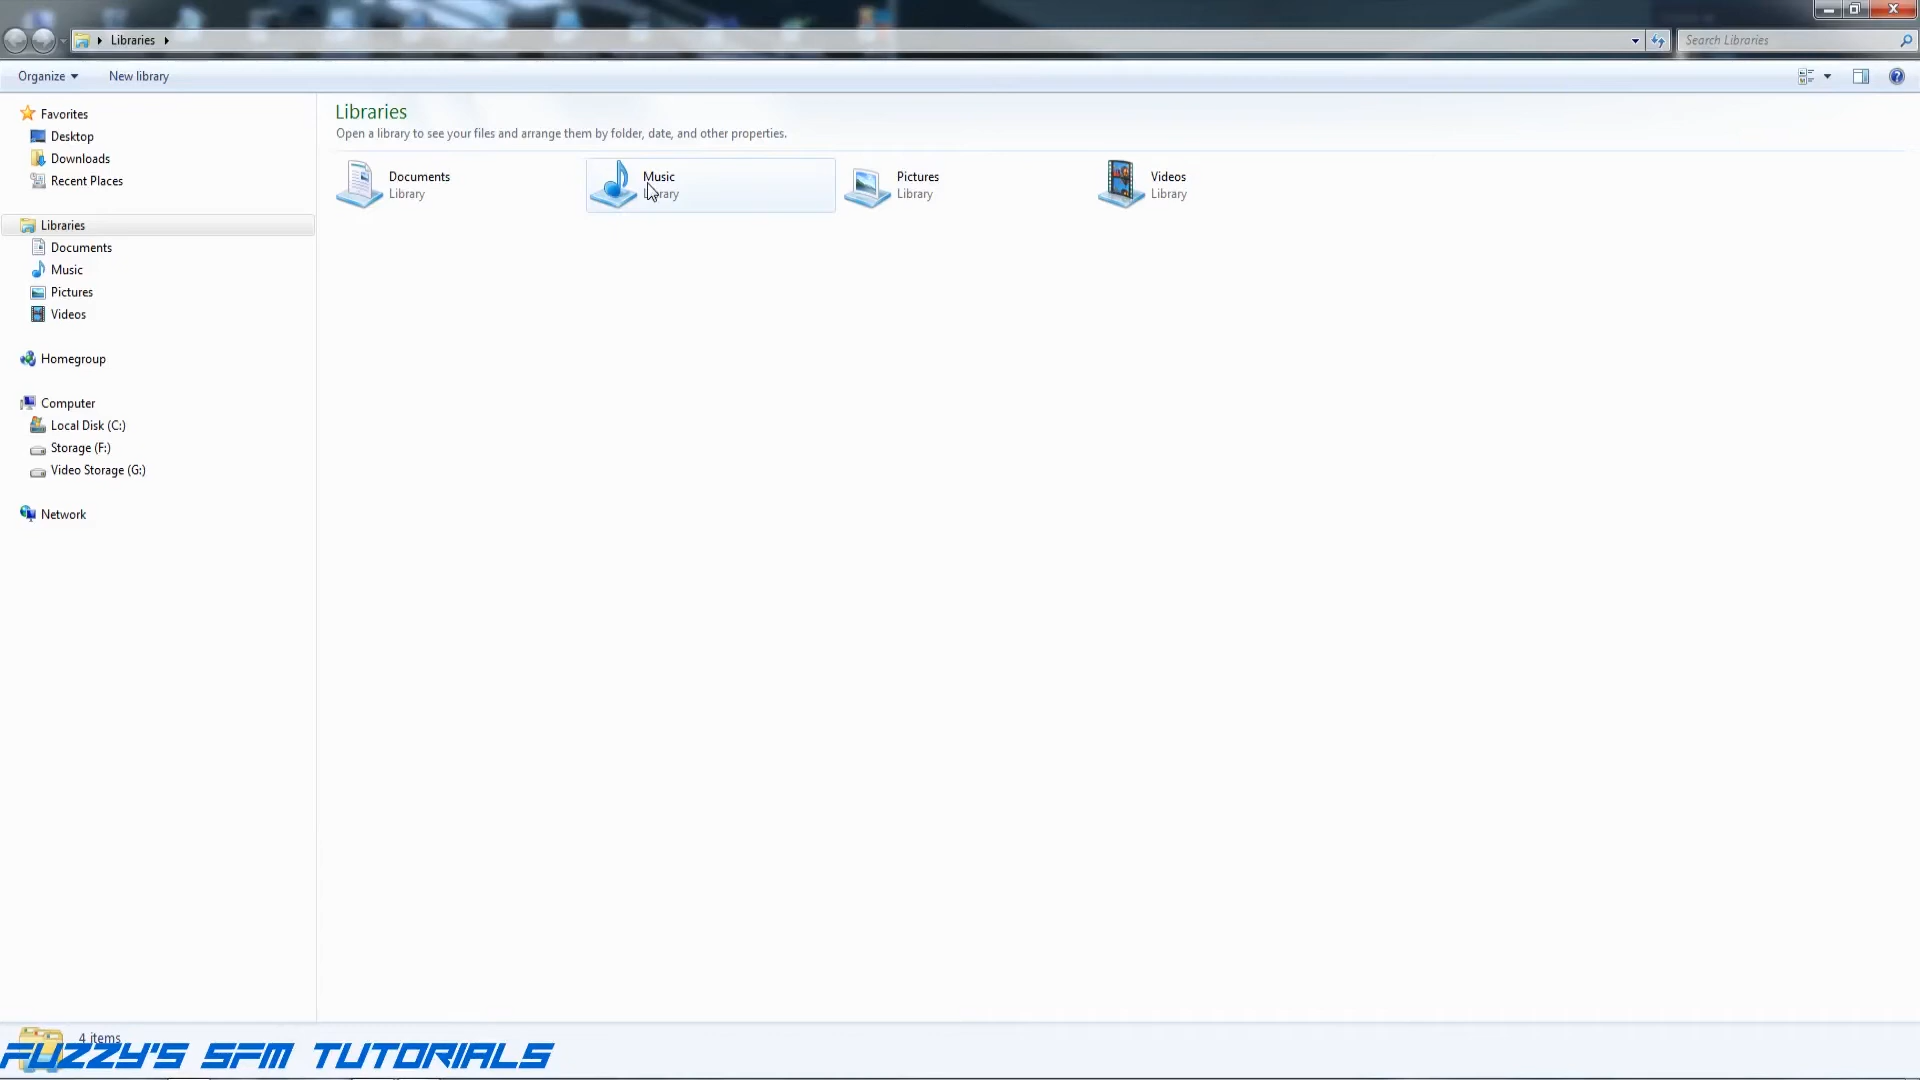 Libraries
Search Libraries
Organize
New library
Favorites
Desktop
Downloads
Recent Places
Libraries
Documents
Music
Pictures
Videos
Homegroup
Computer
Local Disk (C:)
Storage (F:)
Video Storage (G:)
Network
Libraries
Open a library to see your files and arrange them by folder, date, and other properties.
Documents
Library
Music
Library
Pictures
Library
Videos
Library
4 items
FUZZY'S SFM TUTORIALS